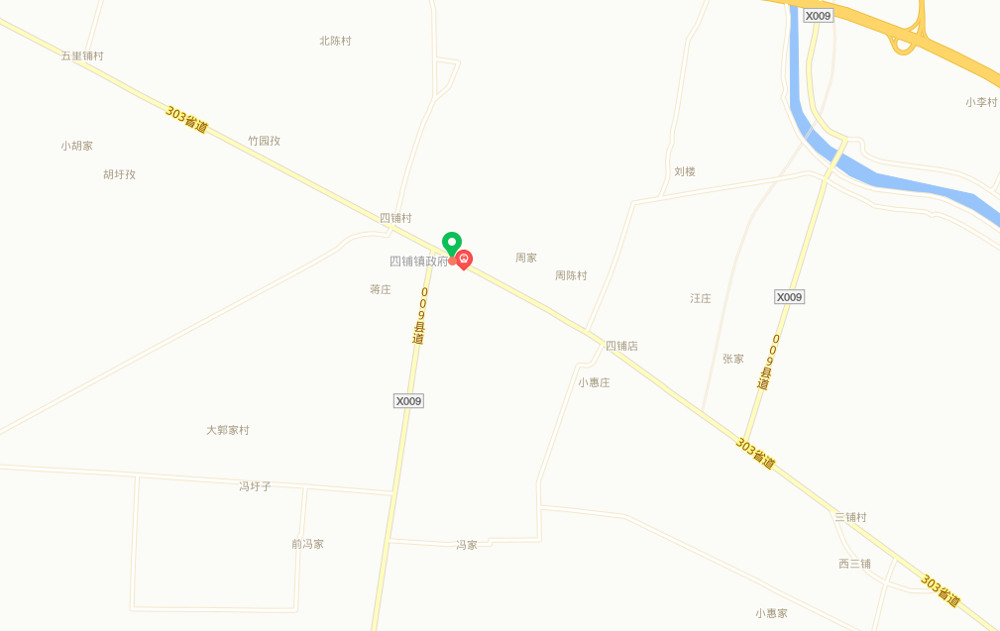 X009
北陈村
五里铺村
小李村
303省道
竹园孜
小胡家
胡圩孜
刘楼
四铺村
四铺镇政府
周家
周陈村
蒋庄
汪庄
X009
009县道
四铺店
张家
009县道
小惠庄
X009
大郭家村
303省道
冯圩子
三铺村
前冯家
冯家
西三铺
303省道
小惠家